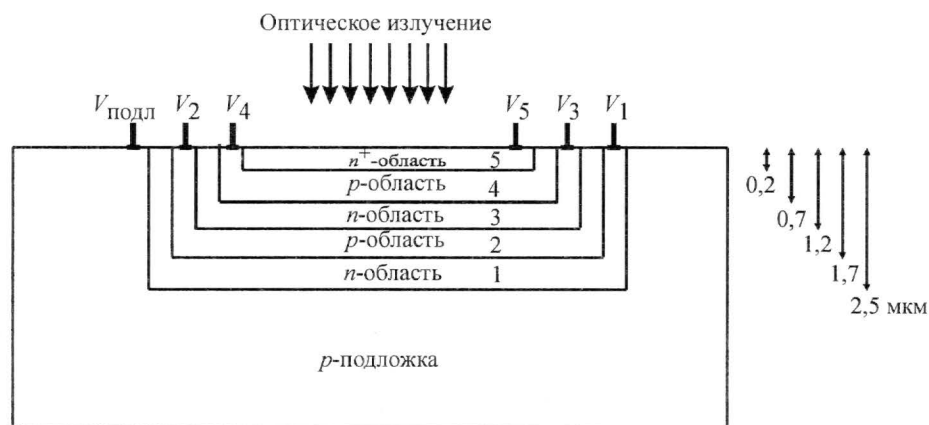 Оптическое излучение
V подл V2 V4 V5 V3 V1
n+-область 5
p-область 4
n-область 3
p-область 2
n-область 1
p-подложка
0,2
0,7
1,2
1,7
2,5 мкм